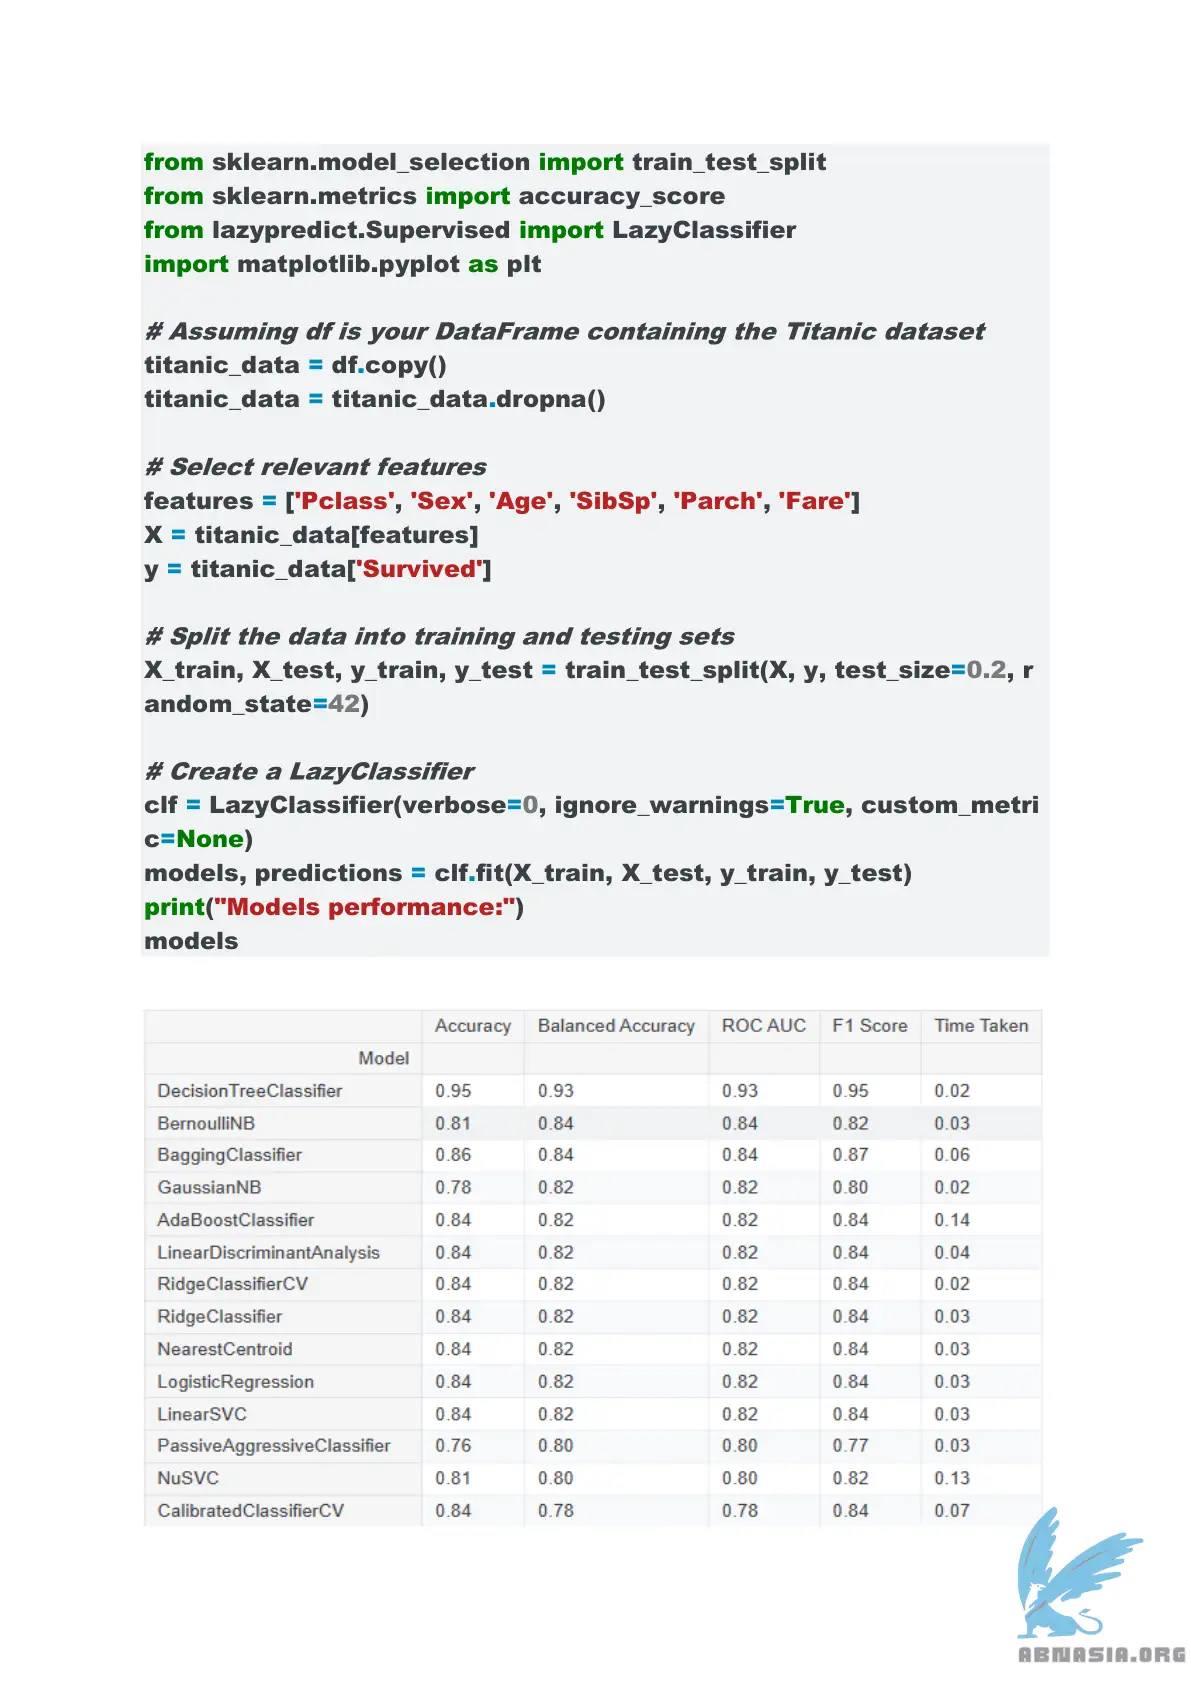 from sklearn.model_selection import train_test_split
from sklearn.metrics import accuracy_score
from lazypredict.Supervised import LazyClassifier
import matplotlib.pyplot as plt
# Assuming df is your DataFrame containing the Titanic dataset
titanic_data = df.copy()
titanic_data = titanic_data.dropna()
# Select relevant features
features = ['Pclass', 'Sex', 'Age', 'SibSp', 'Parch', 'Fare']
X = titanic_data[features]
y = titanic_data['Survived']
# Split the data into training and testing sets
X_train, X_test, y_train, y_test = train_test_split(X, y, test_size=0.2, r
andom_state=42)
# Create a LazyClassifier
clf = LazyClassifier(verbose=0, ignore_warnings=True, custom_metri
c=None)
models, predictions = clf.fit(X_train, X_test, y_train, y_test)
print("Models performance:")
models
Accuracy Balanced Accuracy ROC AUC F1 Score Time Taken
Model
DecisionTreeClassifier 0.95 0.93 0.93 0.95 0.02
BernoulliNB 0.81 0.84 0.84 0.82 0.03
BaggingClassifier 0.86 0.84 0.84 0.87 0.06
GaussianNB 0.78 0.82 0.82 0.80 0.02
AdaBoostClassifier 0.84 0.82 0.82 0.84 0.14
LinearDiscriminantAnalysis 0.84 0.82 0.82 0.84 0.04
RidgeClassifierCV 0.84 0.82 0.82 0.84 0.02
RidgeClassifier 0.84 0.82 0.82 0.84 0.03
NearestCentroid 0.84 0.82 0.82 0.84 0.03
LogisticRegression 0.84 0.82 0.82 0.84 0.03
LinearSVC 0.84 0.82 0.82 0.84 0.03
PassiveAggressiveClassifier 0.76 0.80 0.80 0.77 0.03
NuSVC 0.81 0.80 0.80 0.82 0.13
CalibratedClassifierCV 0.84 0.78 0.78 0.84 0.07
ABNASIA.ORG